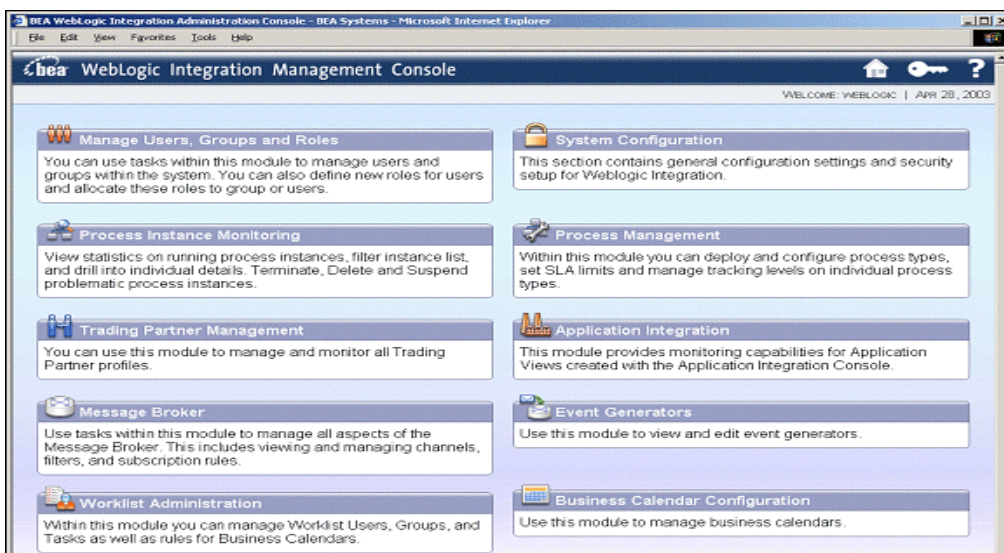 BEA WebLogic Integration Administration Console - BEA Systems - Microsoft Internet Explorer
File Edit View Favorites Tools Help
bea WebLogic Integration Management Console
?
WELCOME: WEBLOGIC | APR 28, 2003
Manage Users, Groups and Roles
You can use tasks within this module to manage users and
groups within the system. You can also define new roles for users
and allocate these roles to group or users.
System Configuration
This section contains general configuration settings and security
setup for Weblogic Integration.
Process Instance Monitoring
View statistics on running process instances, filter instance list,
and drill into individual details. Terminate, Delete and Suspend
problematic process instances.
Process Management
Within this module you can deploy and configure process types,
set SLA limits and manage tracking levels on individual process
types.
Trading Partner Management
You can use this module to manage and monitor all Trading
Partner profiles.
Application Integration
This module provides monitoring capabilities for Application
Views created with the Application Integration Console.
Message Broker
Use tasks within this module to manage all aspects of the
Message Broker. This includes viewing and managing channels,
filters, and subscription rules.
Event Generators
Use this module to view and edit event generators.
Worklist Administration
Within this module you can manage Worklist Users, Groups, and
Tasks as well as rules for Business Calendars.
Business Calendar Configuration
Use this module to manage business calendars.